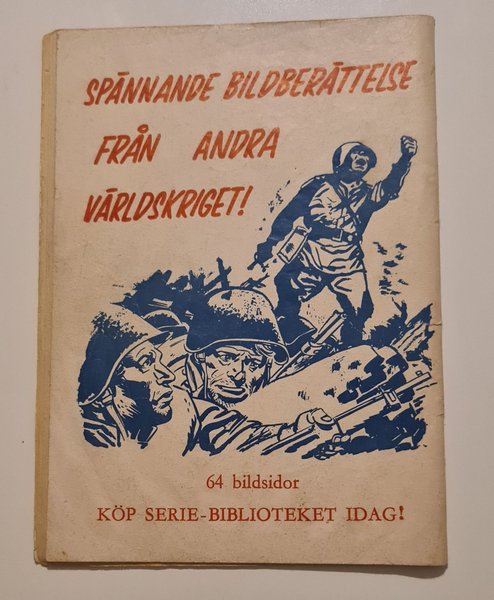 SPÄNNANDE BILDBERÄTTELSE
FRÅN ANDRA
VÄRLDSKRIGET!
64 bildsidor
KÖP SERIE-BIBLIOTEKET IDAG!